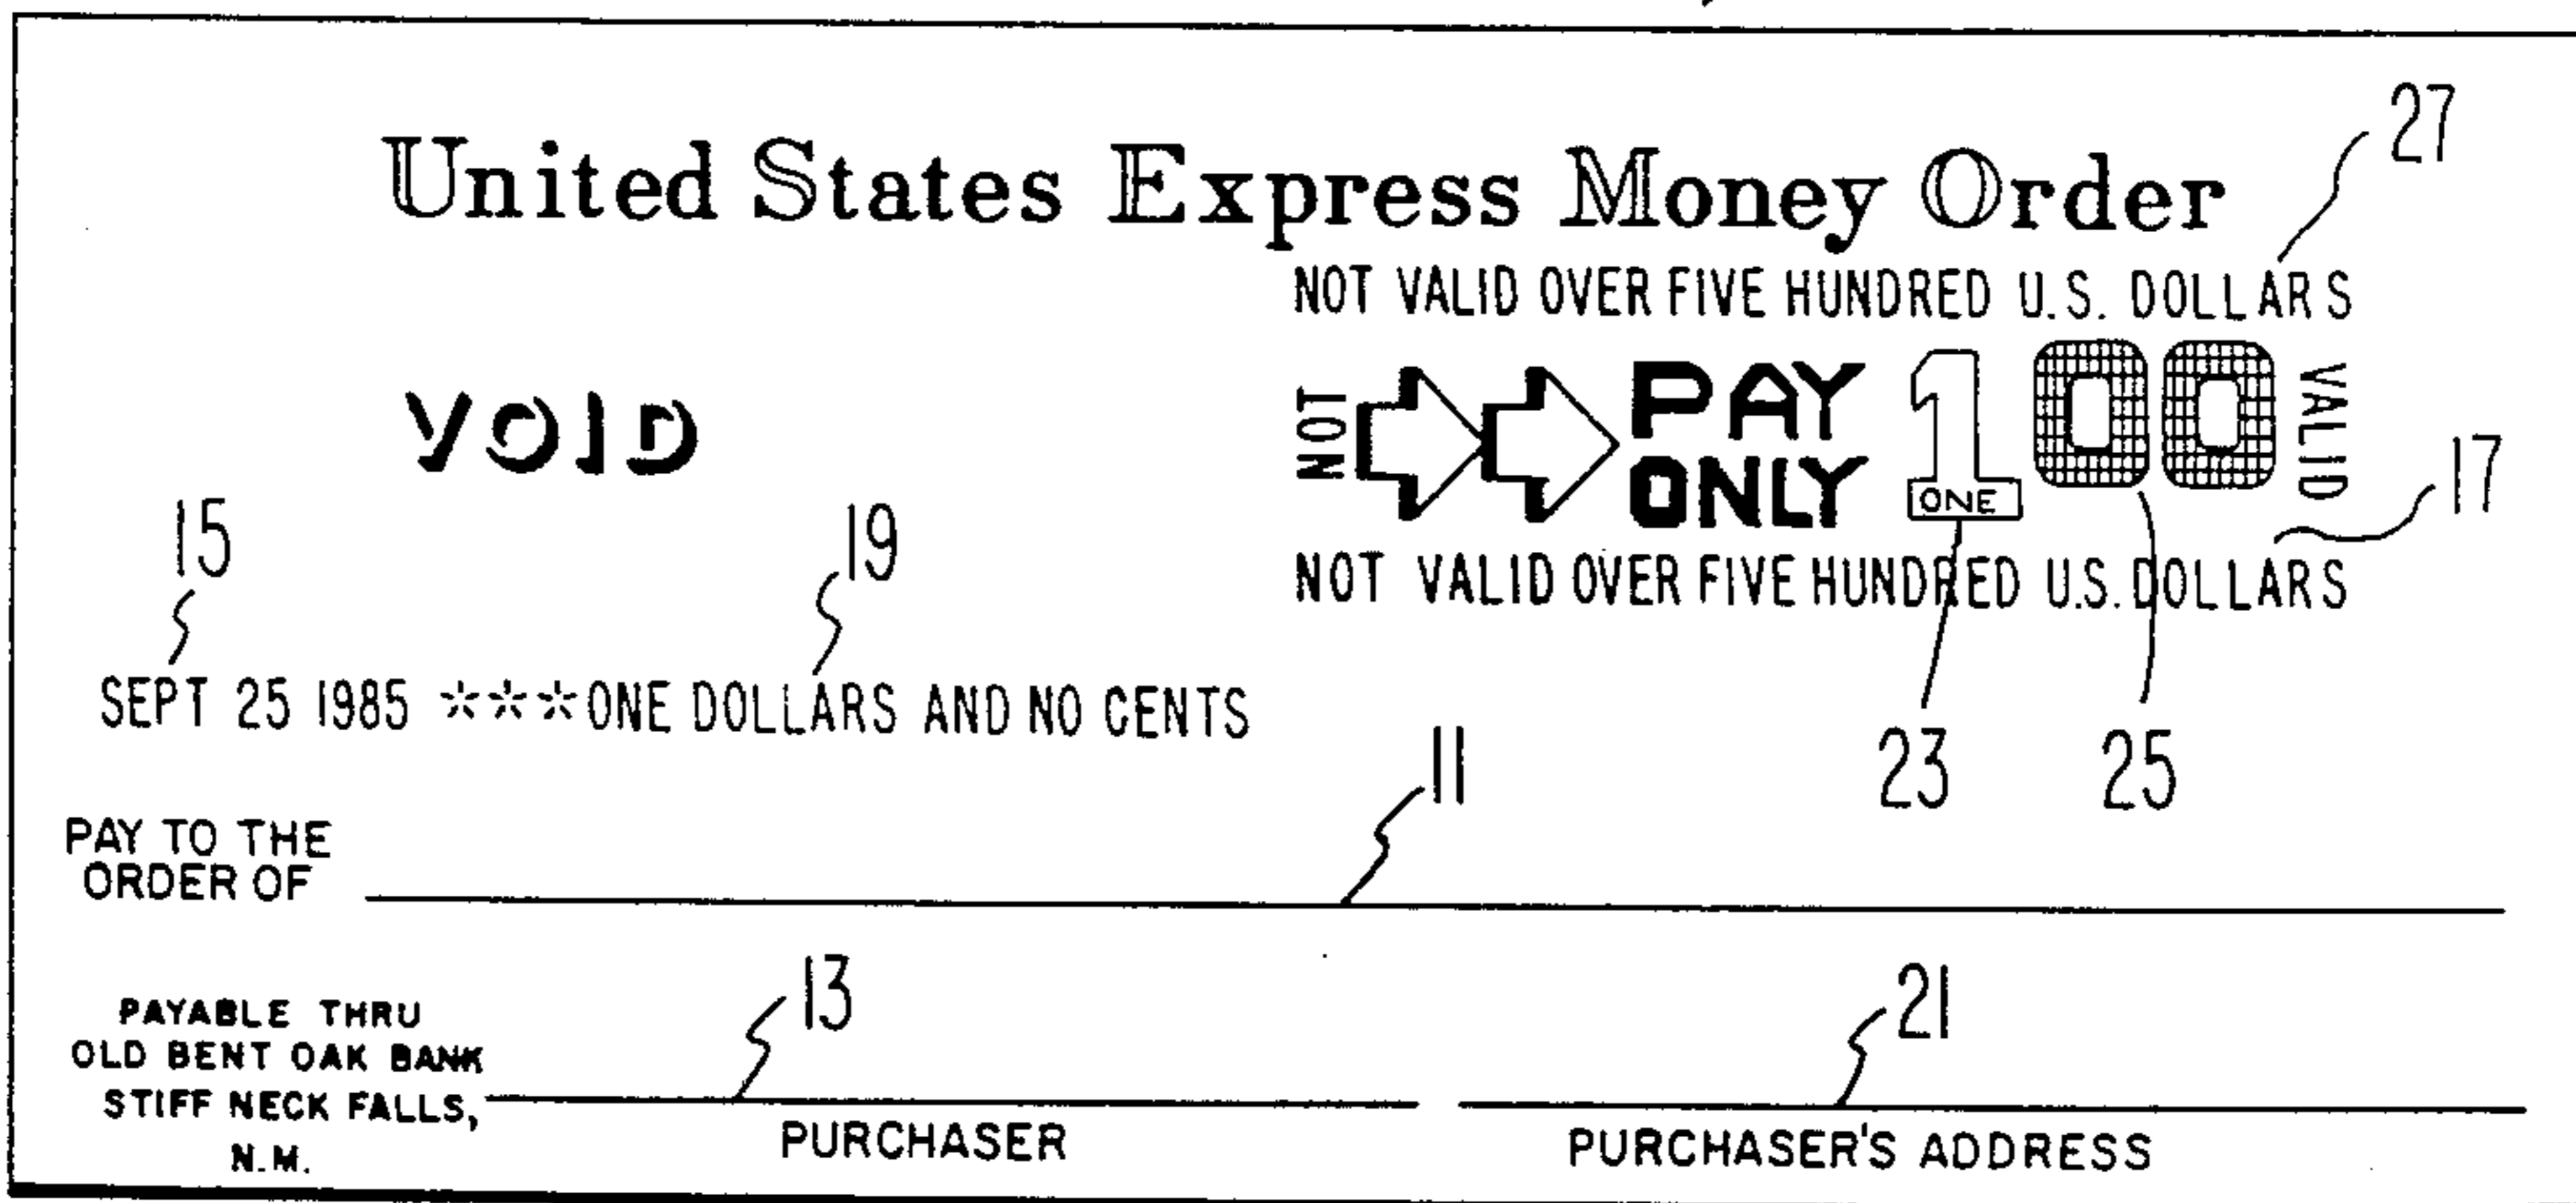 United States Express Money Order
27
NOT VALID OVER FIVE HUNDRED U.S. DOLLARS
VOID
NOT PAY ONLY 1 ONE 00 VALID
17
15
19
NOT VALID OVER FIVE HUNDRED U.S. DOLLARS
SEPT 25 1985 ***ONE DOLLARS AND NO CENTS
23
25
11
PAY TO THE
ORDER OF
13
21
PAYABLE THRU
OLD BENT OAK BANK
STIFF NECK FALLS,
N.M.
PURCHASER
PURCHASER'S ADDRESS